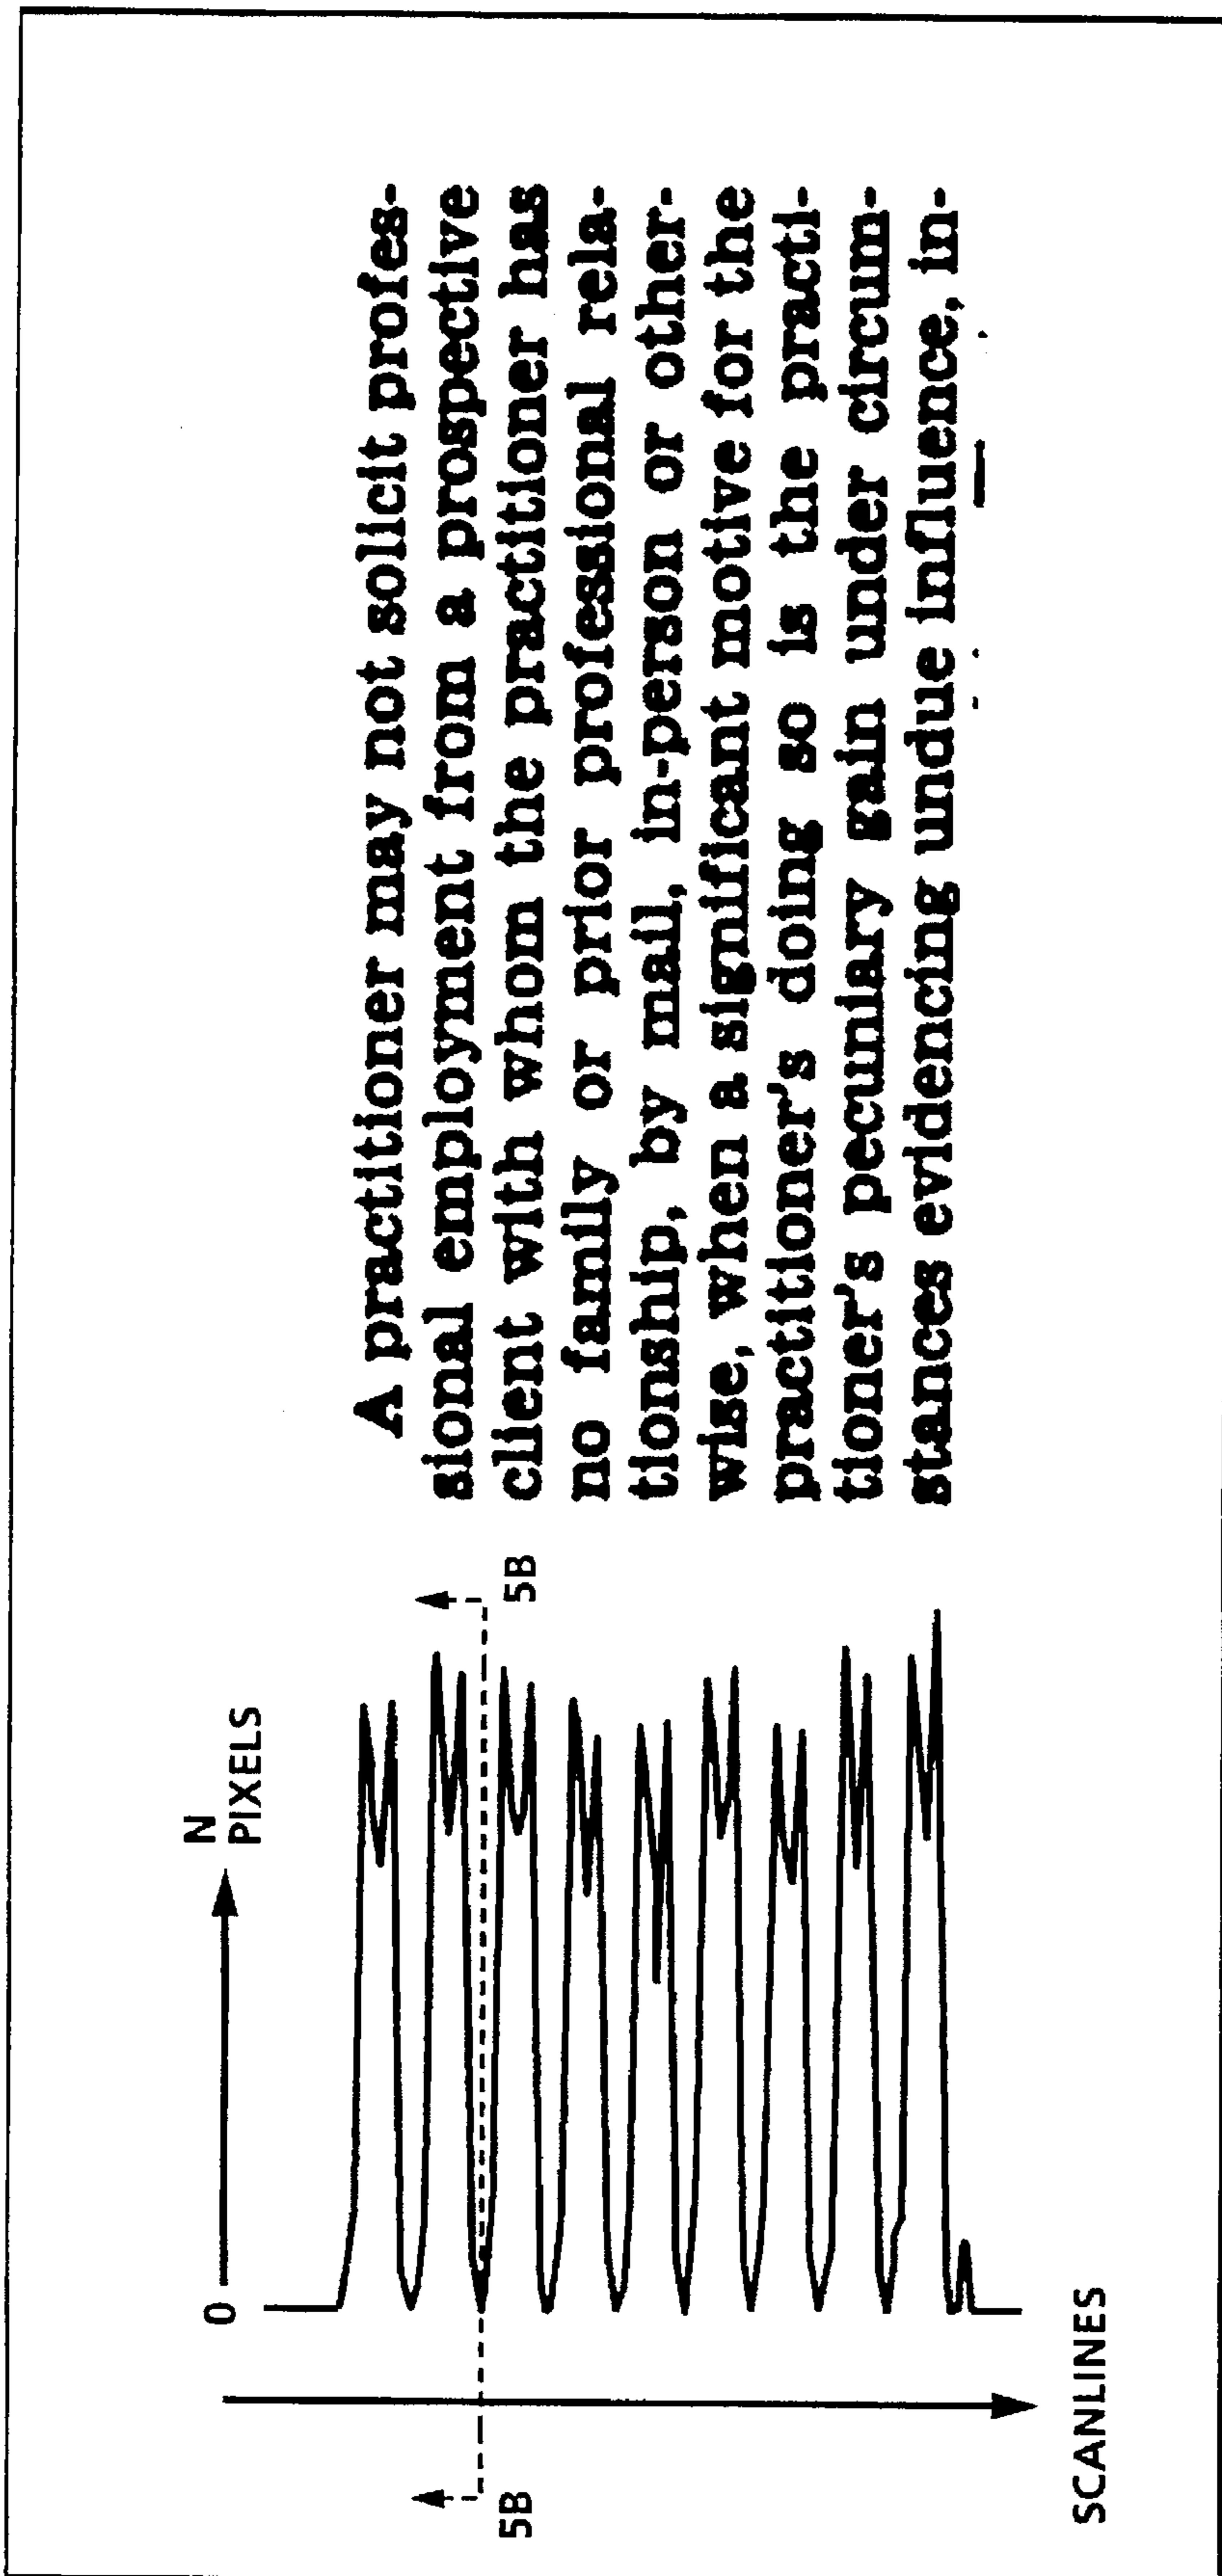 0
N
PIXELS
5B
5B
SCANLINES
A practitioner may not solicit profes-
sional employment from a prospective
client with whom the practitioner has
no family or prior professional rela-
tionship, by mail, in-person or other-
wise, when a significant motive for the
practitioner's doing so is the practi-
tioner's pecuniary gain under circum-
stances evidencing undue influence, in-